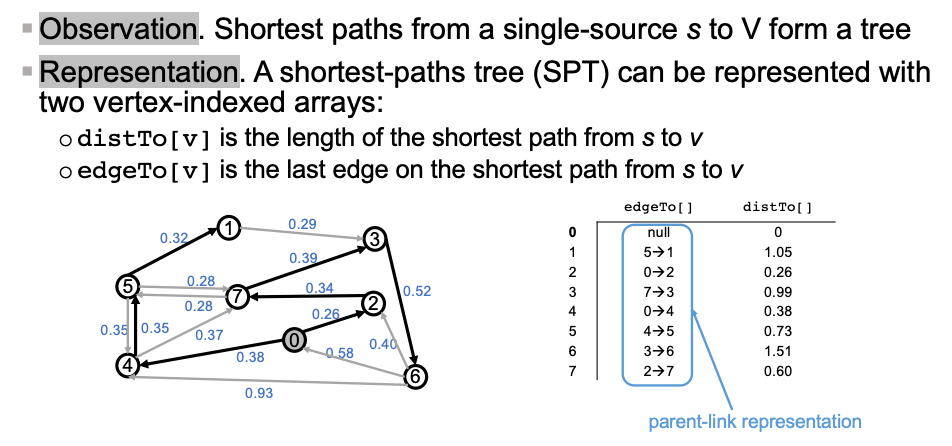 ▪ Observation. Shortest paths from a single-source s to V form a tree
▪ Representation. A shortest-paths tree (SPT) can be represented with
two vertex-indexed arrays:
o distTo[v] is the length of the shortest path from s to v
o edgeTo[v] is the last edge on the shortest path from s to v
edgeTo[] distTo[]
0 null 0
1 5→1 1.05
2 0→2 0.26
3 7→3 0.99
4 0→4 0.38
5 4→5 0.73
6 3→6 1.51
7 2→7 0.60
parent-link representation
1
0.29
3
0.32
0.39
5
0.28
7
0.34
2
0.52
0.28
0.26
0.35
0.35
0.37
0
0.40
0.38
0.58
4
6
0.93